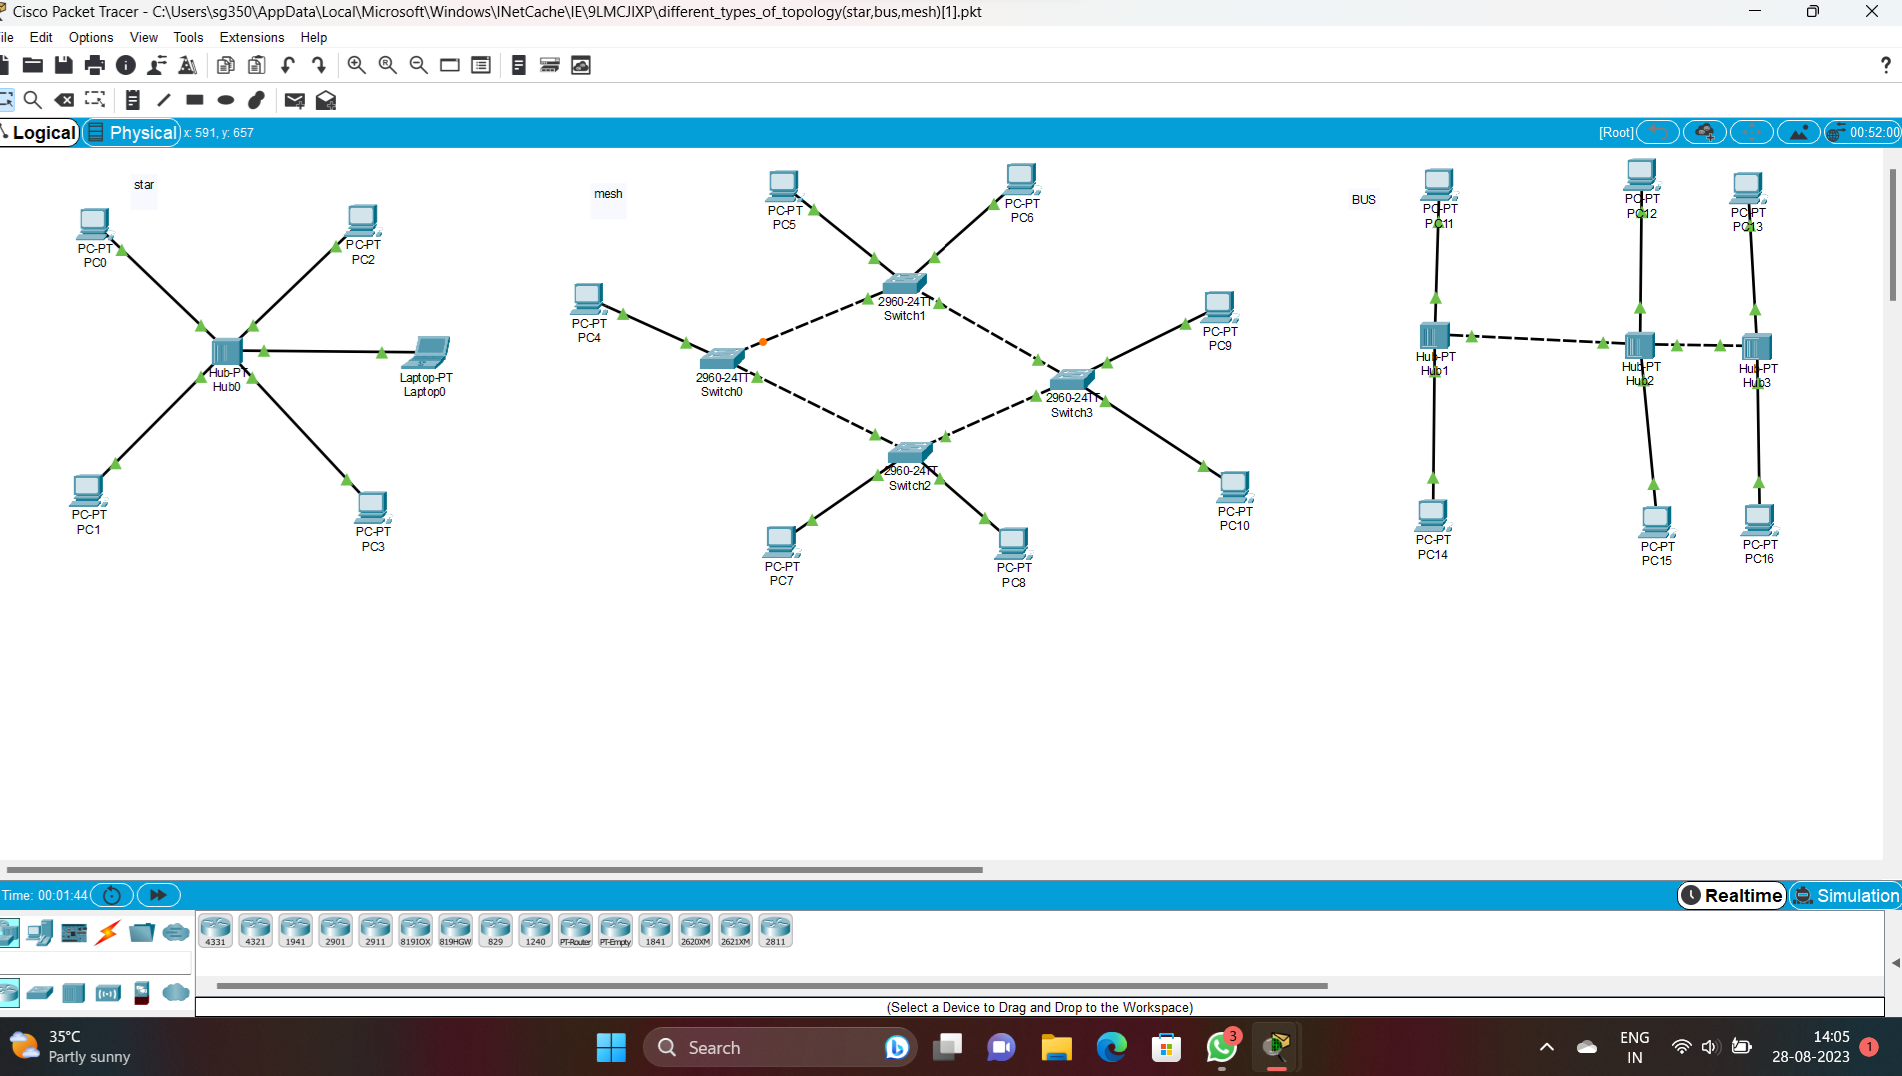 Cisco Packet Tracer - C:\Users\sg350\AppData\Local\Microsoft\Windows\INetCache\IE\9LMCJIXP\different_types_of_topology(star,bus,mesh)[1].pkt
ile Edit Options View Tools Extensions Help
?
Logical Physical x: 591, y: 657 [Root] 00:52:00
star
PC-PT
PC0
PC-PT
PC2
Hub-PT
Hub0
Laptop-PT
Laptop0
PC-PT
PC1
PC-PT
PC3
mesh
PC-PT
PC5
PC-PT
PC6
PC-PT
PC4
2960-24TT
Switch1
2960-24TT
Switch0
PC-PT
PC9
2960-24TT
Switch3
2960-24TT
Switch2
PC-PT
PC10
PC-PT
PC7
PC-PT
PC8
BUS
PC-PT
PC11
PC-PT
PC12
PC-PT
PC13
Hub-PT
Hub1
Hub-PT
Hub2
Hub-PT
Hub3
PC-PT
PC14
PC-PT
PC15
PC-PT
PC16
Time: 00:01:44 Realtime Simulation
4331 4321 1941 2901 2911 819IOX 819HGW 829 1240 PT-Router PT-Empty 1841 2620XM 2621XM 2811
(Select a Device to Drag and Drop to the Workspace)
35°C
Partly sunny
Search
3
ENG
IN
14:05
28-08-2023
1